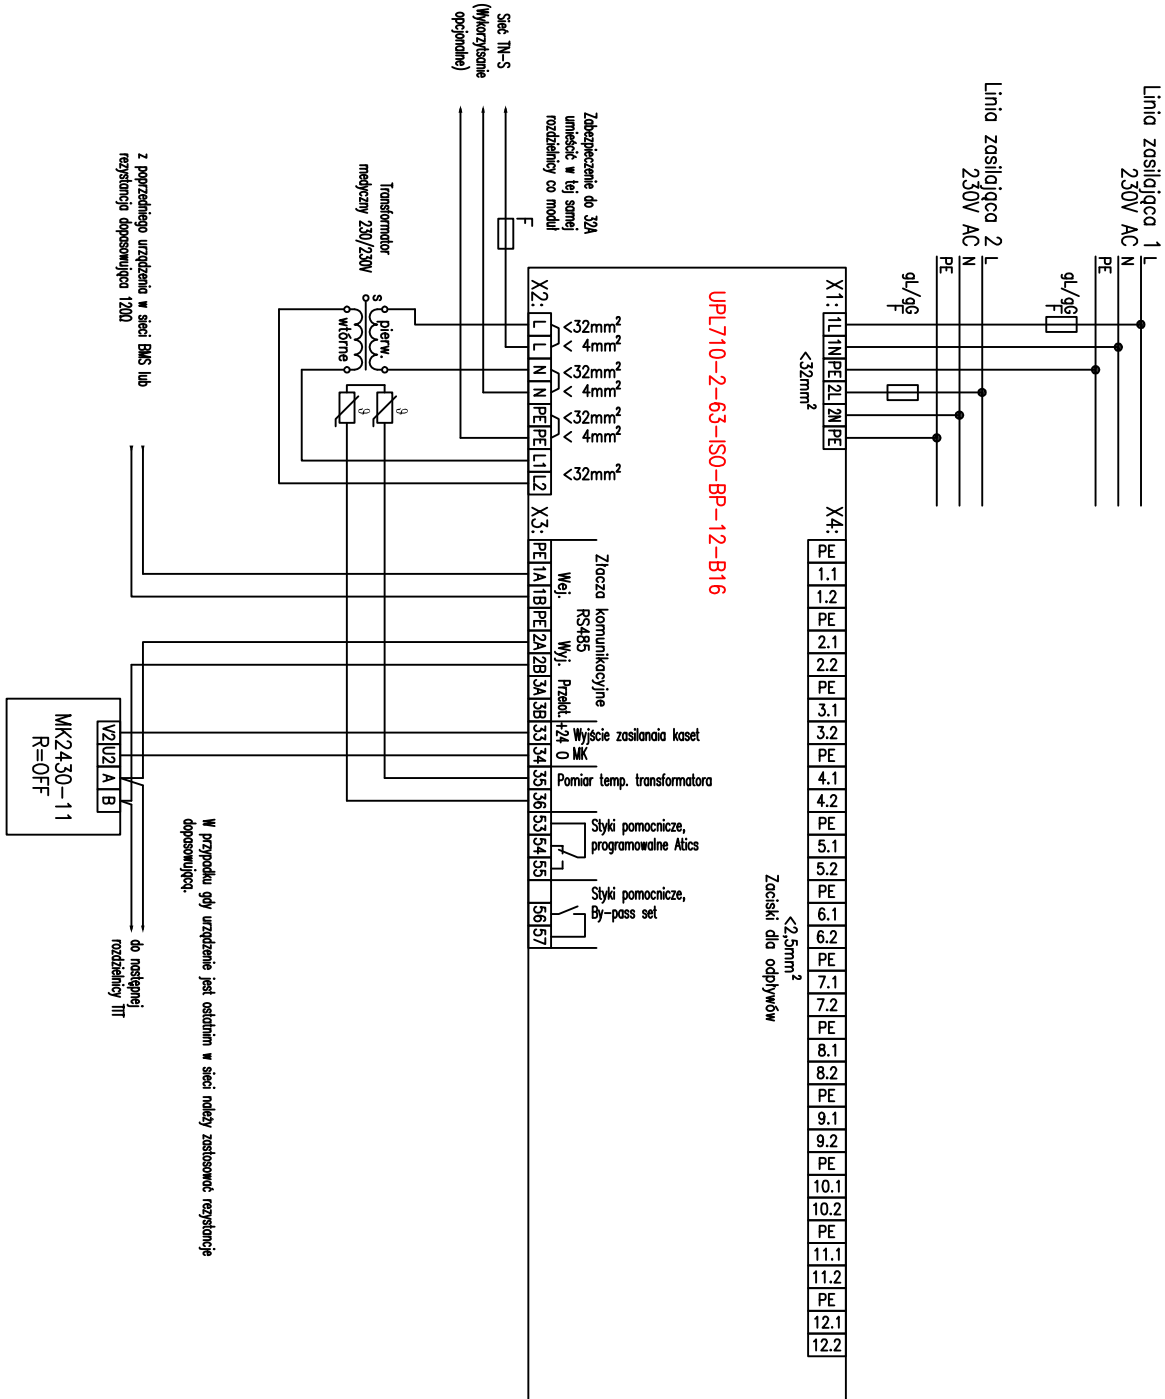 Linia zasilająca 1
230V AC
L
N
PE
gL/gG
F
Linia zasilająca 2
230V AC
L
N
PE
gL/gG
F
Sieć TN-S
(Wykorzytsanie
opcjonalne)
Zabezpieczenie do 32A
umieścić w tej samej
rozdzielnicy co moduł
F
Transformator
medyczny 230/230V
S
pierw.
wtórne
z poprzedniego urządzenia w sieci BMS lub
rezystancja dopasowująca 120Ω
UPL710-2-63-ISO-BP-12-B16
X1:
1L
1N
PE
2L
2N
PE
<32mm²
X2:
L
L
N
N
PE
PE
L1
L2
<32mm²
< 4mm²
<32mm²
< 4mm²
<32mm²
< 4mm²
<32mm²
ϑ
ϑ
X3:
PE
1A
1B
PE
2A
2B
3A
3B
33
34
35
36
53
54
55
56
57
Złacza komunikacyjne
RS485
Wej.
Wyj.
Przelot.
+24
0
Wyjście zasilanaia kaset
MK
Pomiar temp. transformatora
Styki pomocnicze,
programowalne Atics
Styki pomocnicze,
By-pass set
X4:
PE
1.1
1.2
PE
2.1
2.2
PE
3.1
3.2
PE
4.1
4.2
PE
5.1
5.2
PE
6.1
6.2
PE
7.1
7.2
PE
8.1
8.2
PE
9.1
9.2
PE
10.1
10.2
PE
11.1
11.2
PE
12.1
12.2
<2,5mm²
Zaciski dla odpływów
V2
U2
A
B
MK2430-11
R=OFF
W przypadku gdy urządzenie jest ostatnim w sieci należy zastosować rezystancje
dopasowującą.
do następnej
rozdzielnicy TIT